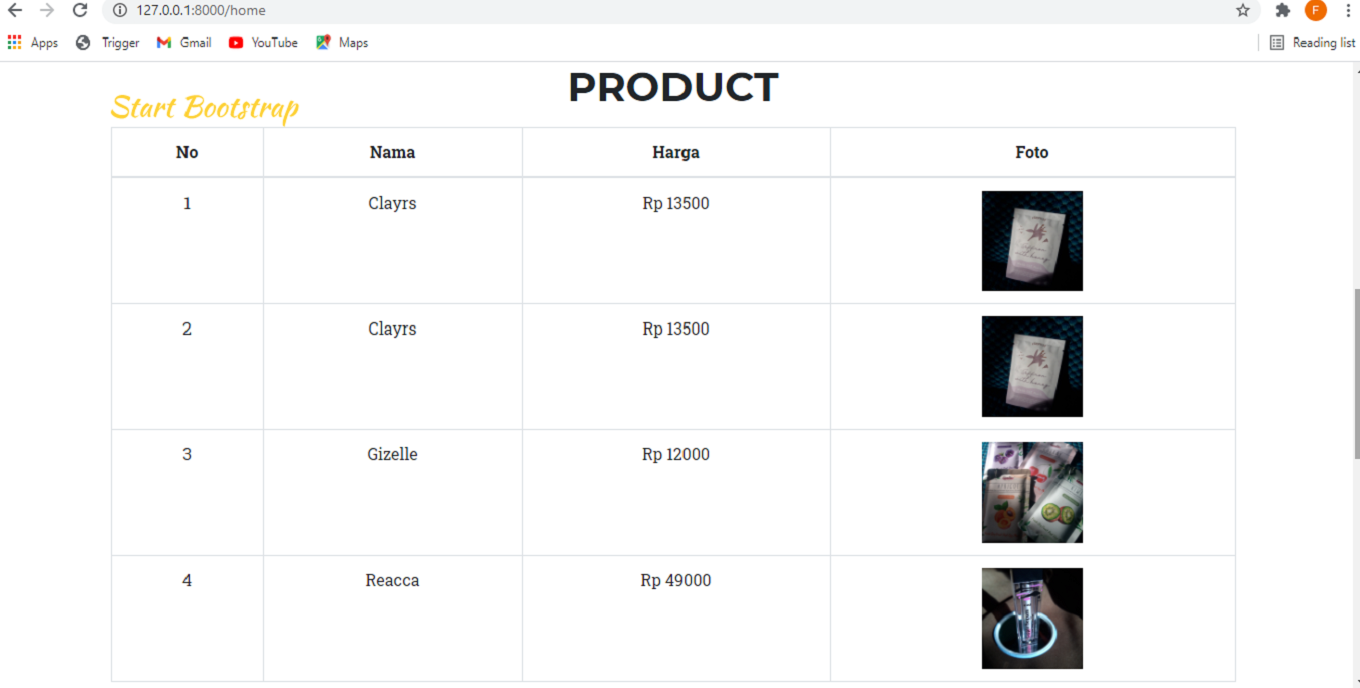 127.0.0.1:8000/home
F
Apps Trigger Gmail YouTube Maps Reading list
PRODUCT
Start Bootstrap
No Nama Harga Foto
1 Clayrs Rp 13500
2 Clayrs Rp 13500
3 Gizelle Rp 12000
4 Reacca Rp 49000